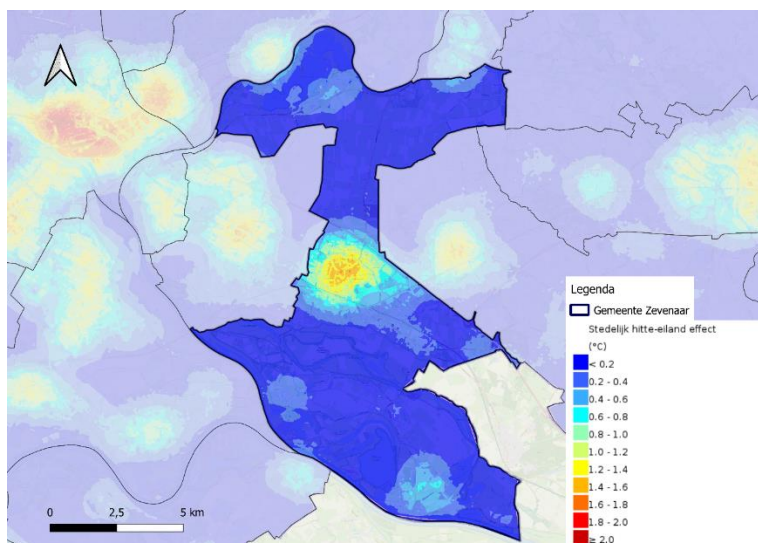 Legenda
Gemeente Zevenaar
Stedelijk hitte-eiland effect
(°C)
< 0.2
0.2 - 0.4
0.4 - 0.6
0.6 - 0.8
0.8 - 1.0
1.0 - 1.2
1.2 - 1.4
1.4 - 1.6
1.6 - 1.8
1.8 - 2.0
≥ 2.0
0 2,5 5 km